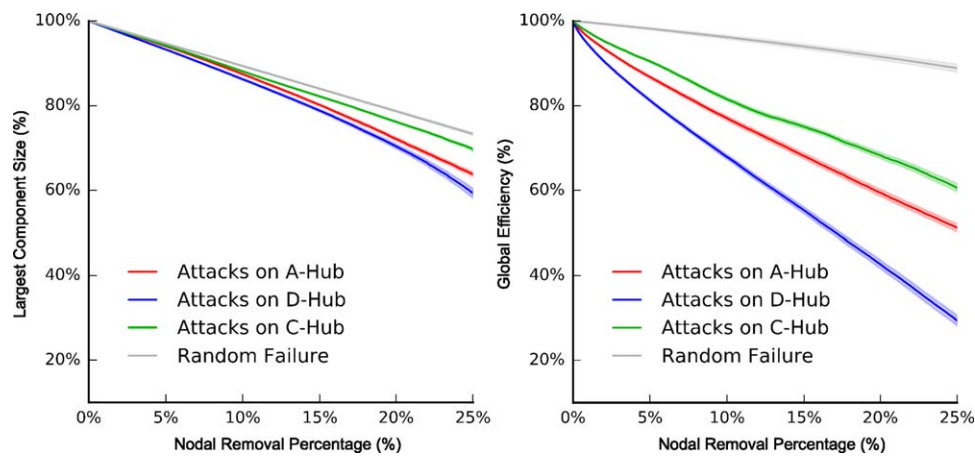 100%
80%
60%
40%
20%
Largest Component Size (%)
Attacks on A-Hub
Attacks on D-Hub
Attacks on C-Hub
Random Failure
0%
5%
10%
15%
20%
25%
Nodal Removal Percentage (%)
100%
80%
60%
40%
20%
Global Efficiency (%)
Attacks on A-Hub
Attacks on D-Hub
Attacks on C-Hub
Random Failure
0%
5%
10%
15%
20%
25%
Nodal Removal Percentage (%)